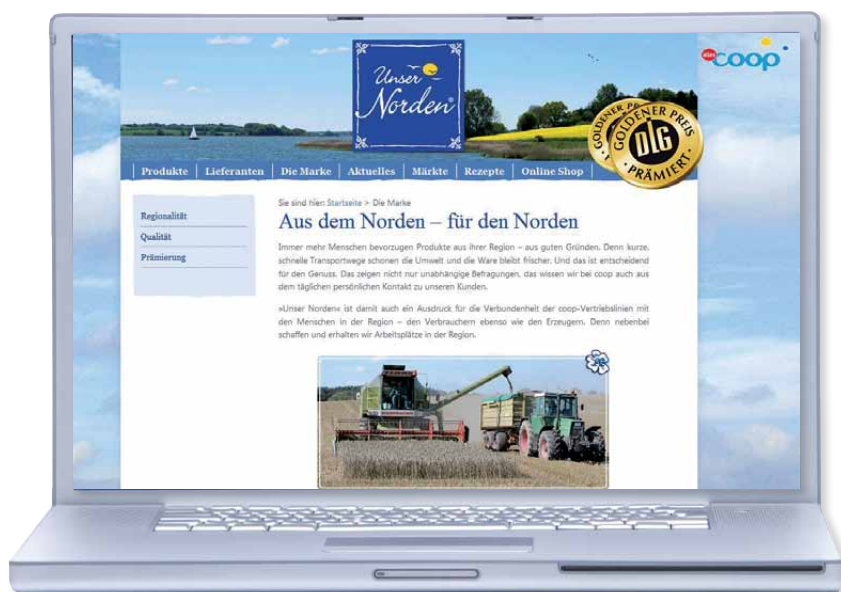 Unser
Norden®
alles
coop
GOLDENER PREIS
GOLDENER PREIS
DLG
PRÄMIERT
Produkte Lieferanten Die Marke Aktuelles Märkte Rezepte Online Shop
Sie sind hier: Startseite > Die Marke
Regionalität
Qualität
Prämierung
Aus dem Norden – für den Norden
Immer mehr Menschen bevorzugen Produkte aus ihrer Region – aus guten Gründen. Denn kurze,
schnelle Transportwege schonen die Umwelt und die Ware bleibt frischer. Und das ist entscheidend
für den Genuss. Das zeigen nicht nur unabhängige Befragungen, das wissen wir bei coop auch aus
dem täglichen persönlichen Kontakt zu unseren Kunden.
»Unser Norden« ist damit auch ein Ausdruck für die Verbundenheit der coop-Vertriebslinien mit
den Menschen in der Region – den Verbrauchern ebenso wie den Erzeugern. Denn nebenbei
schaffen und erhalten wir Arbeitsplätze in der Region.